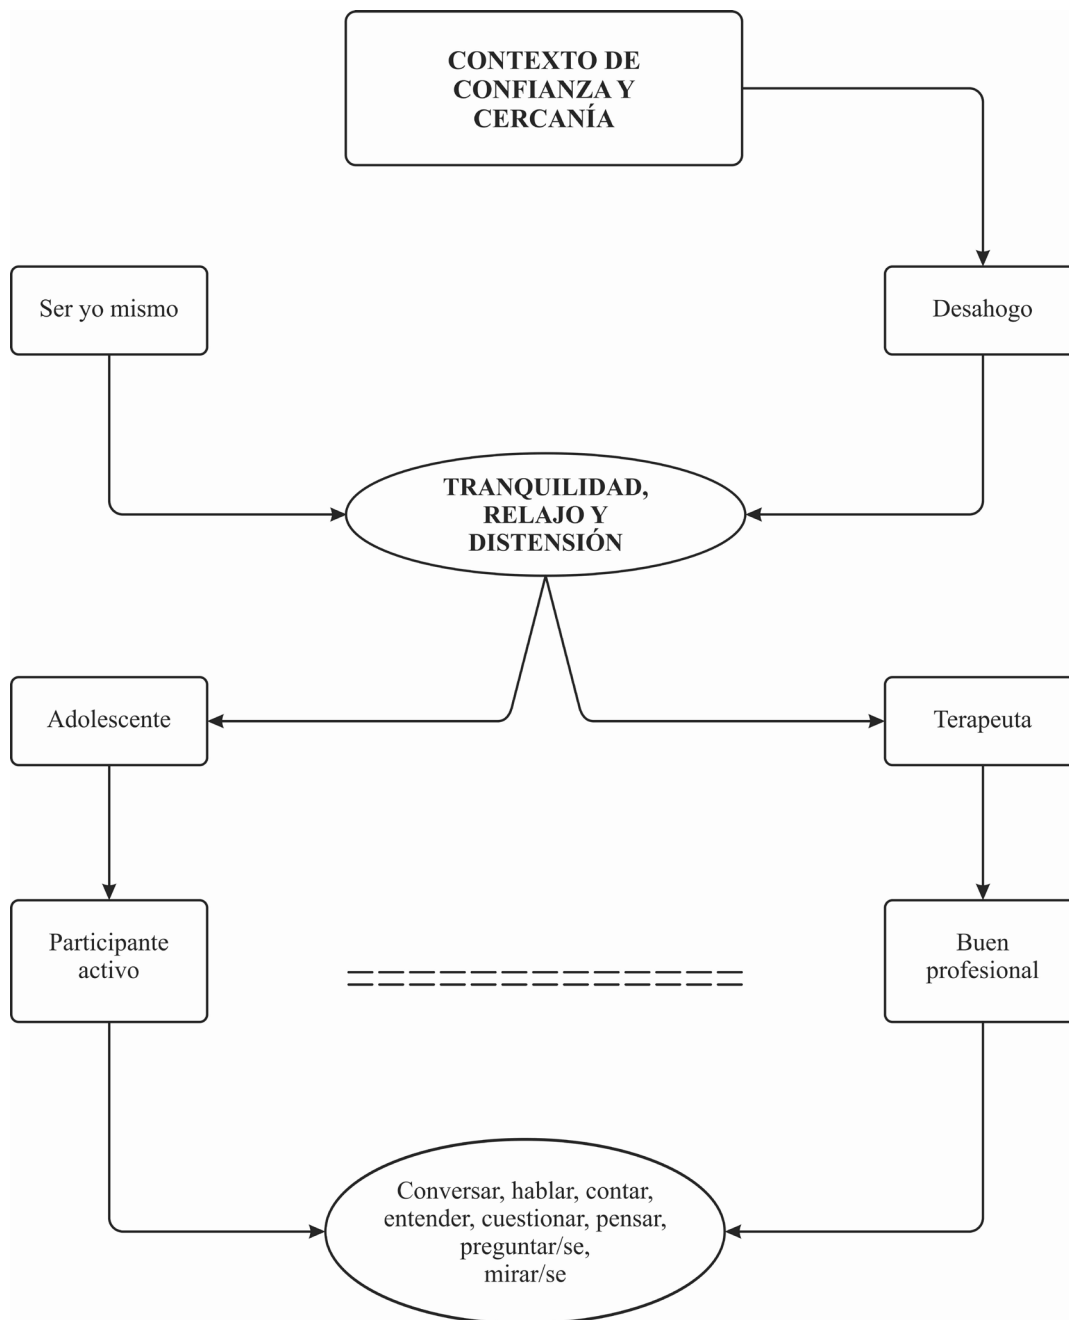 CONTEXTO DE
CONFIANZA Y
CERCANÍA
Ser yo mismo
Desahogo
TRANQUILIDAD,
RELAJO Y
DISTENSIÓN
Adolescente
Terapeuta
Participante
activo
Buen
profesional
Conversar, hablar, contar,
entender, cuestionar, pensar,
preguntar/se,
mirar/se